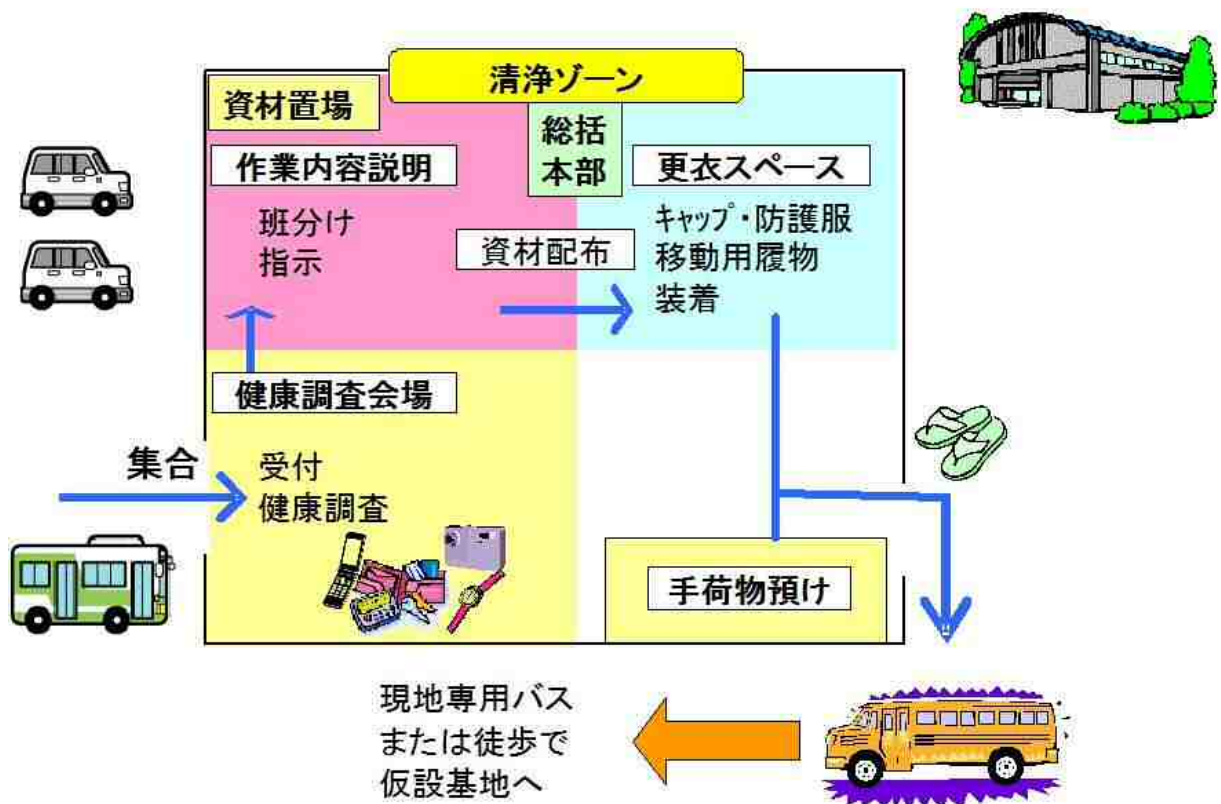 清浄ゾーン
資材置場
総括
本部
作業内容説明
班分け
指示
資材配布
更衣スペース
キャップ・防護服
移動用履物
装着
健康調査会場
集合
受付
健康調査
手荷物預け
現地専用バス
または徒歩で
仮設基地へ